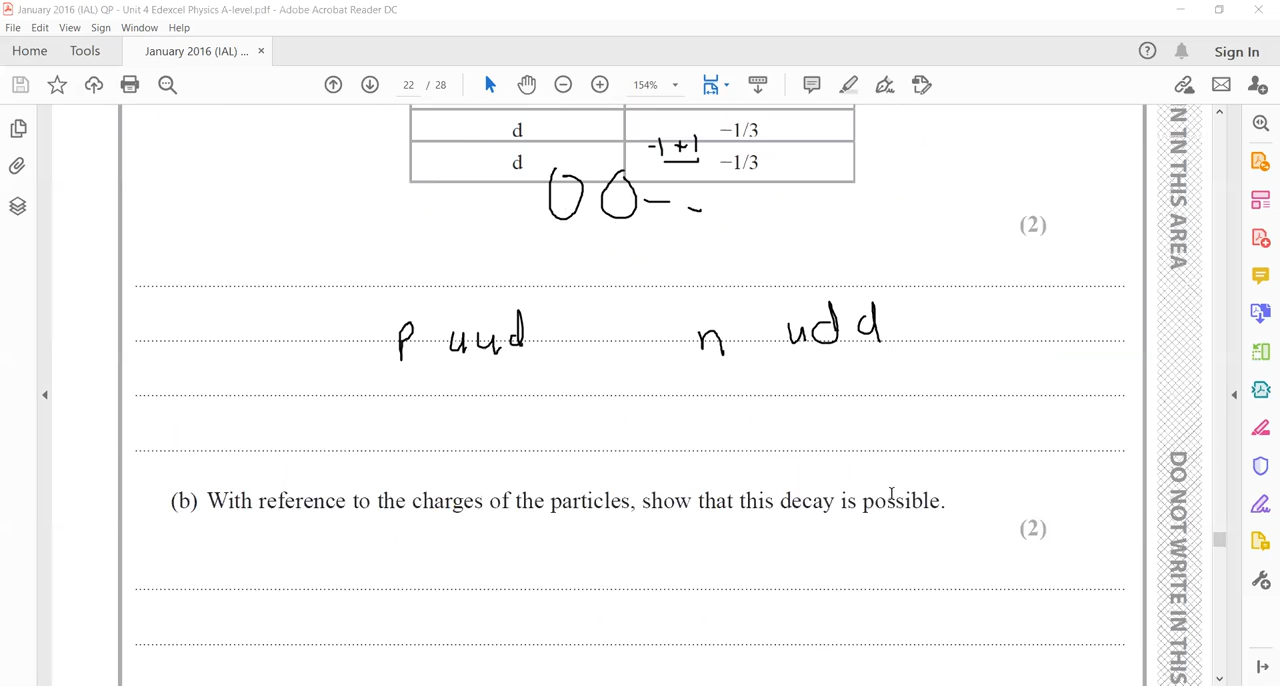 January 2016 (IAL) QP - Unit 4 Edexcel Physics A-level.pdf - Adobe Acrobat Reader DC
File Edit View Sign Window Help
Home Tools January 2016 (IAL) ... × Sign In
22 / 28 154%
d −1/3
-1 +1
d −1/3
(2)
p uud n udd
(b) With reference to the charges of the particles, show that this decay is possible.
(2)
IN THIS AREA
DO NOT WRITE IN THIS